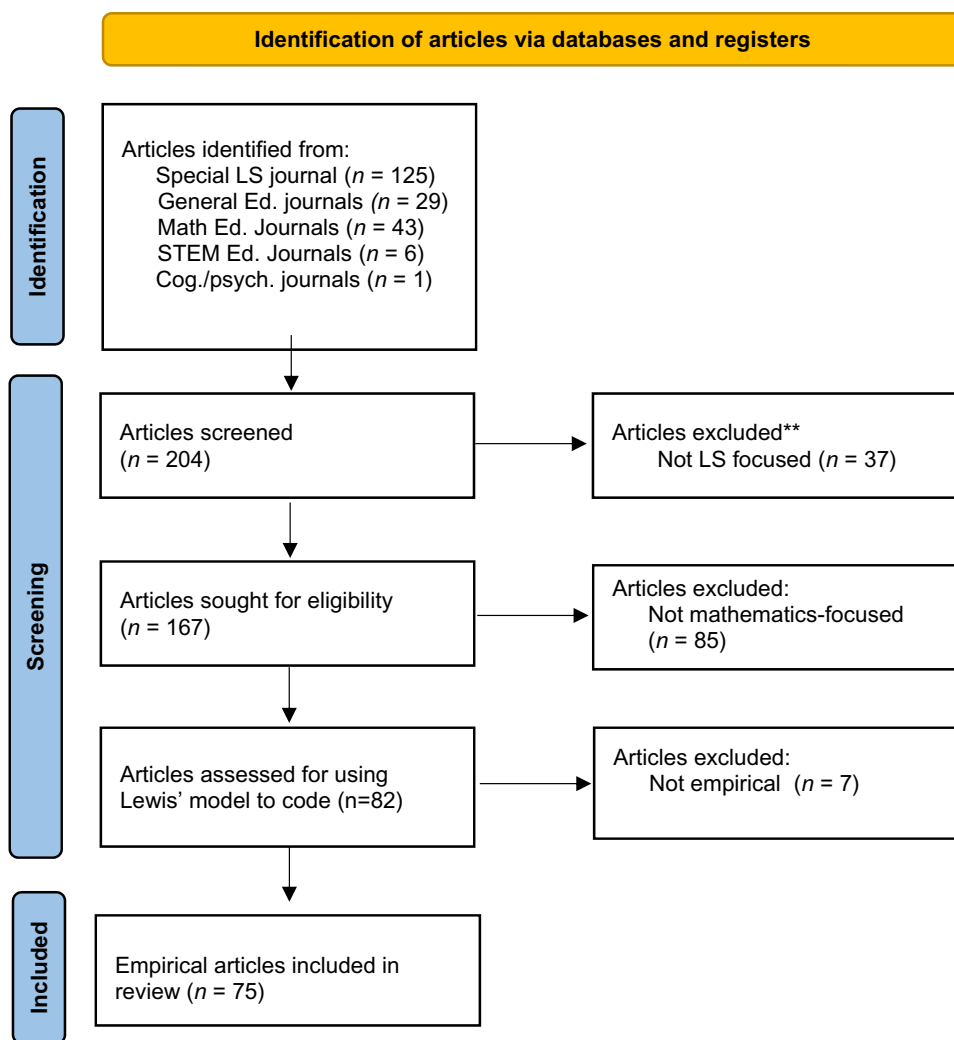 Identification of articles via databases and registers
Identification
Articles identified from:
Special LS journal (n = 125)
General Ed. journals (n = 29)
Math Ed. Journals (n = 43)
STEM Ed. Journals (n = 6)
Cog./psych. journals (n = 1)
Screening
Articles screened
(n = 204)
Articles excluded**
Not LS focused (n = 37)
Articles sought for eligibility
(n = 167)
Articles excluded:
Not mathematics-focused
(n = 85)
Articles assessed for using
Lewis’ model to code (n=82)
Articles excluded:
Not empirical (n = 7)
Included
Empirical articles included in
review (n = 75)